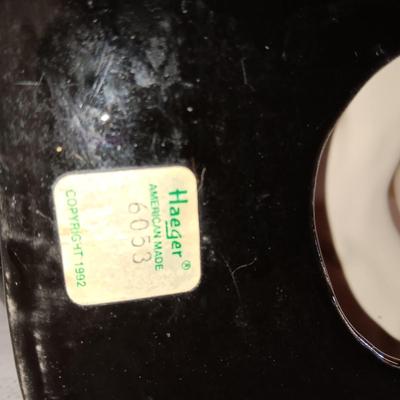 Haeger®
AMERICAN MADE
6053
COPYRIGHT 1992